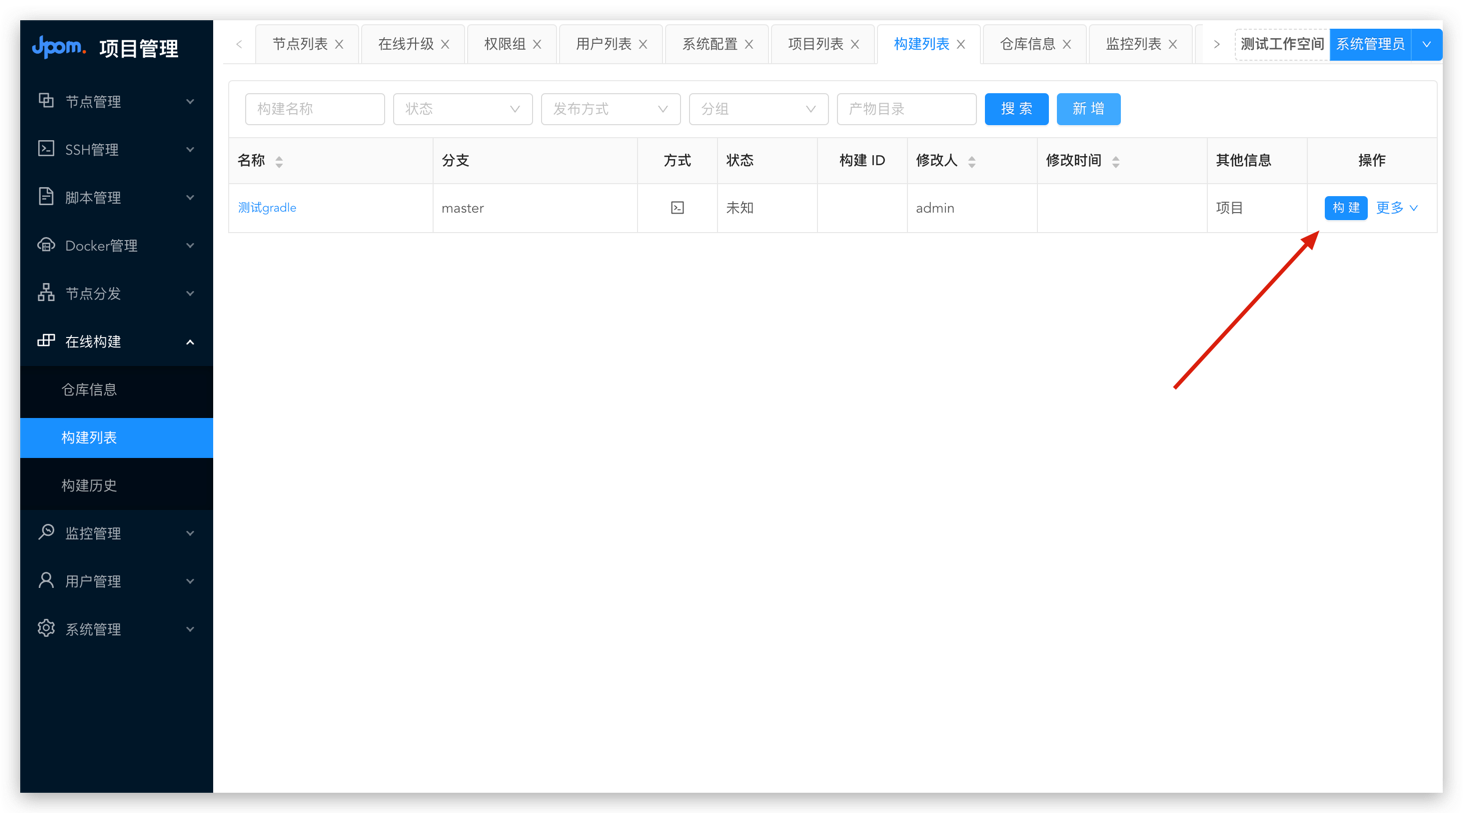 Jpom. 项目管理
节点列表 在线升级 权限组 用户列表 系统配置 项目列表 构建列表 仓库信息 监控列表 测试工作空间 系统管理员
节点管理
SSH管理
脚本管理
Docker管理
节点分发
在线构建
仓库信息
构建列表
构建历史
监控管理
用户管理
系统管理
构建名称 状态 发布方式 分组 产物目录 搜 索 新 增
名称 分支 方式 状态 构建 ID 修改人 修改时间 其他信息 操作
测试gradle master 未知 admin 项目 构 建 更多